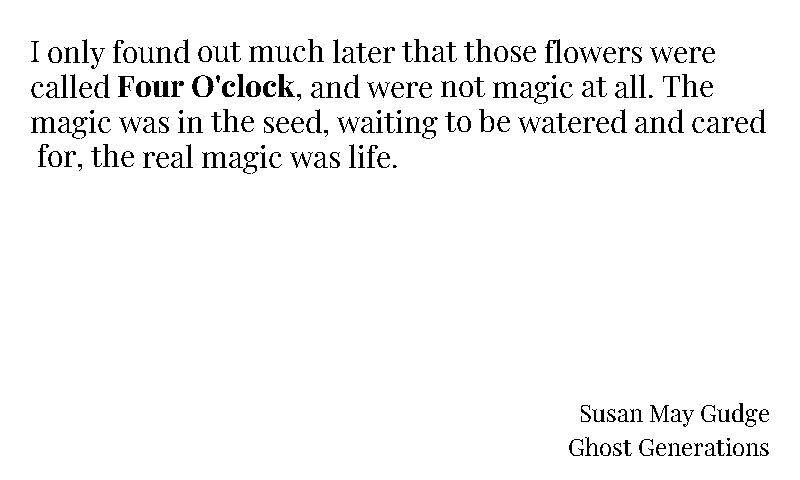 I only found out much later that those flowers were
called Four O'clock, and were not magic at all. The
magic was in the seed, waiting to be watered and cared
for, the real magic was life.
Susan May Gudge
Ghost Generations